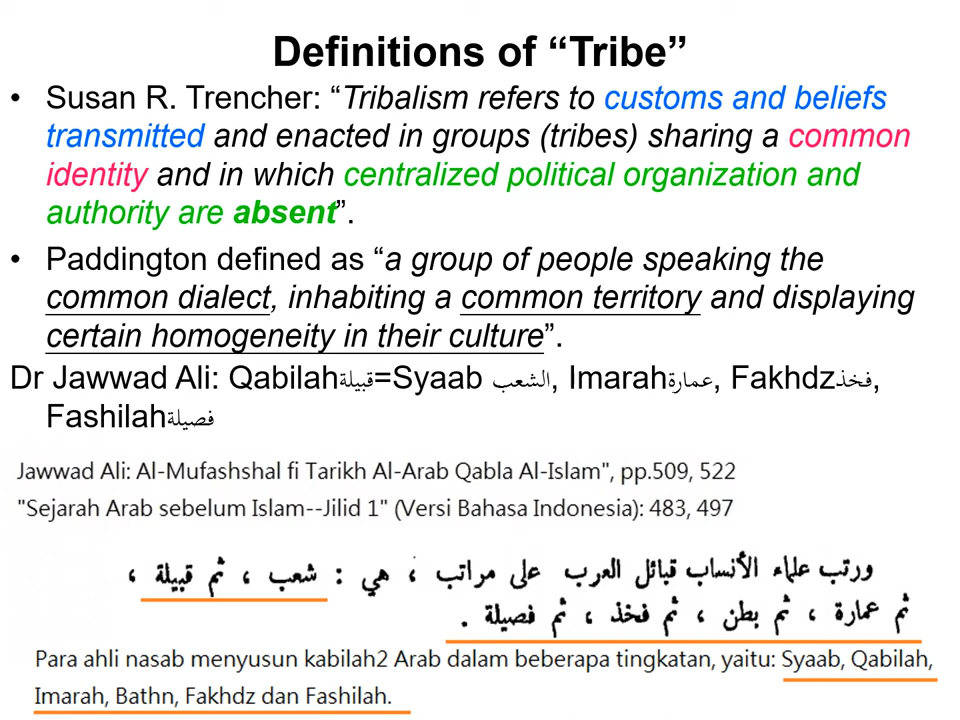 Definitions of “Tribe”
• Susan R. Trencher: “Tribalism refers to customs and beliefs
transmitted and enacted in groups (tribes) sharing a common
identity and in which centralized political organization and
authority are absent”.
• Paddington defined as “a group of people speaking the
common dialect, inhabiting a common territory and displaying
certain homogeneity in their culture”.
Dr Jawwad Ali: Qabilahقبيلة=Syaab الشعب, Imarahعمارة, Fakhdzفخذ,
Fashilahفصيلة
Jawwad Ali: Al-Mufashshal fi Tarikh Al-Arab Qabla Al-Islam", pp.509, 522
"Sejarah Arab sebelum Islam--Jilid 1" (Versi Bahasa Indonesia): 483, 497
ورتب علماء الأنساب قبائل العرب على مراتب ، هي : شعب ، ثم قبيلة ،
ثم عمارة ، ثم بطن ، ثم فخذ ، ثم فصيلة .
Para ahli nasab menyusun kabilah2 Arab dalam beberapa tingkatan, yaitu: Syaab, Qabilah,
Imarah, Bathn, Fakhdz dan Fashilah.